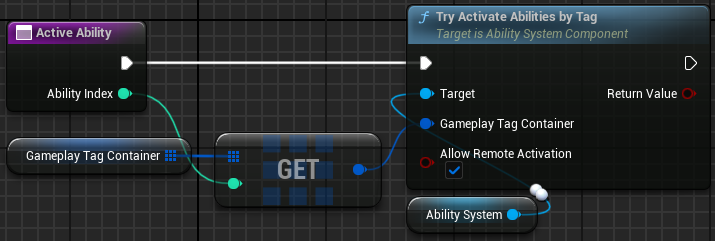 Active Ability
Ability Index
Gameplay Tag Container
GET
f Try Activate Abilities by Tag
Target is Ability System Component
Target
Return Value
Gameplay Tag Container
Allow Remote Activation
Ability System